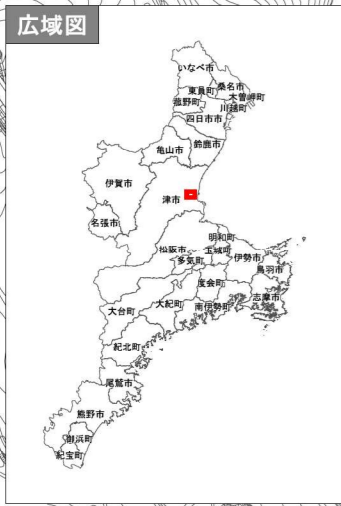 広域図
いなべ市
東員町
桑名市
木曽岬町
菰野町
川越町
四日市市
亀山市
鈴鹿市
伊賀市
津市
名張市
松阪市
明和町
玉城町
多気町
伊勢市
鳥羽市
度会町
志摩市
大紀町
南伊勢町
大台町
紀北町
尾鷲市
熊野市
御浜町
紀宝町